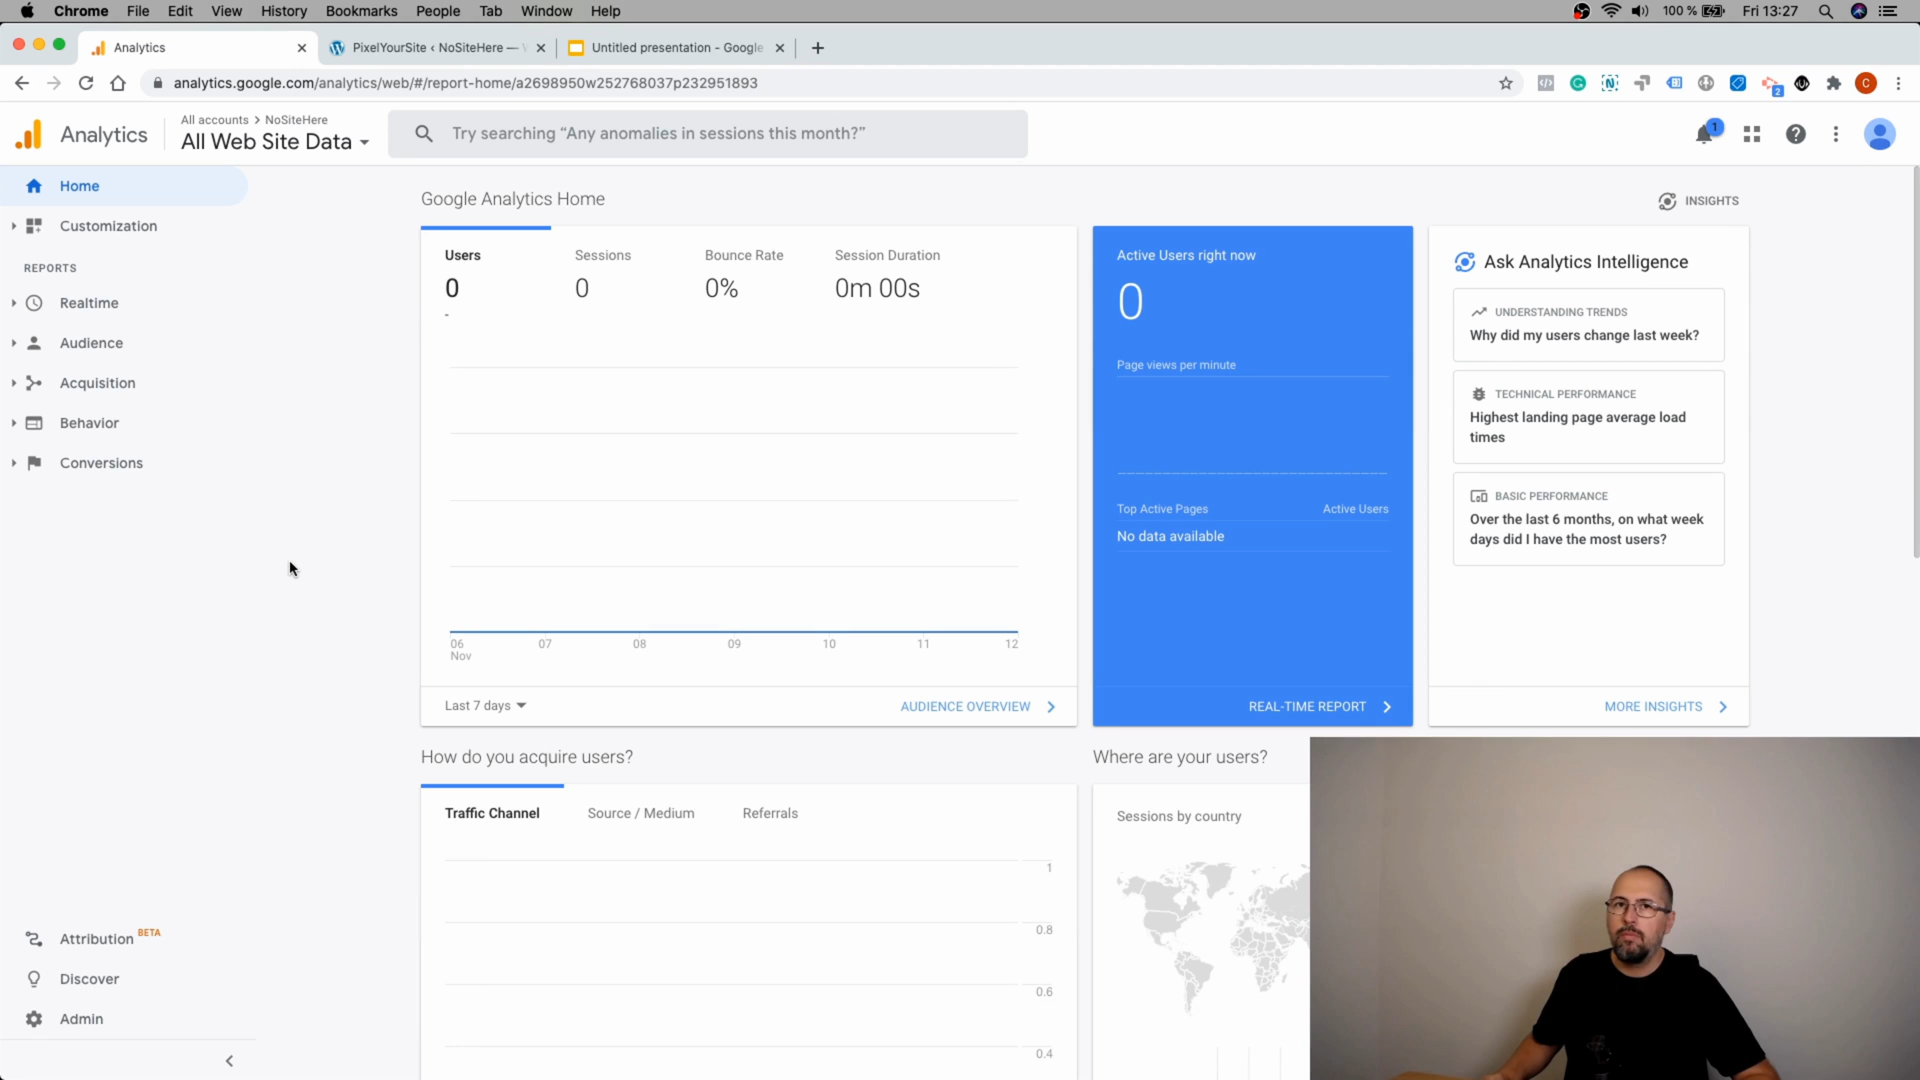 Chrome File Edit View History Bookmarks People Tab Window Help 100 % Fri 13:27
Analytics
PixelYourSite ‹ NoSiteHere —
Untitled presentation - Google
analytics.google.com/analytics/web/#/report-home/a2698950w252768037p232951893
2
C
Analytics
All accounts > NoSiteHere
All Web Site Data
Try searching “Any anomalies in sessions this month?”
1
Home
Customization
REPORTS
Realtime
Audience
Acquisition
Behavior
Conversions
Attribution BETA
Discover
Admin
Google Analytics Home
INSIGHTS
Users
0
-
Sessions
0
Bounce Rate
0%
Session Duration
0m 00s
06 07 08 09 10 11 12
Nov
Last 7 days
AUDIENCE OVERVIEW
Active Users right now
0
Page views per minute
Top Active Pages Active Users
No data available
REAL-TIME REPORT
Ask Analytics Intelligence
UNDERSTANDING TRENDS
Why did my users change last week?
TECHNICAL PERFORMANCE
Highest landing page average load
times
BASIC PERFORMANCE
Over the last 6 months, on what week
days did I have the most users?
MORE INSIGHTS
How do you acquire users?
Traffic Channel Source / Medium Referrals
1
0.8
0.6
0.4
Where are your users?
Sessions by country